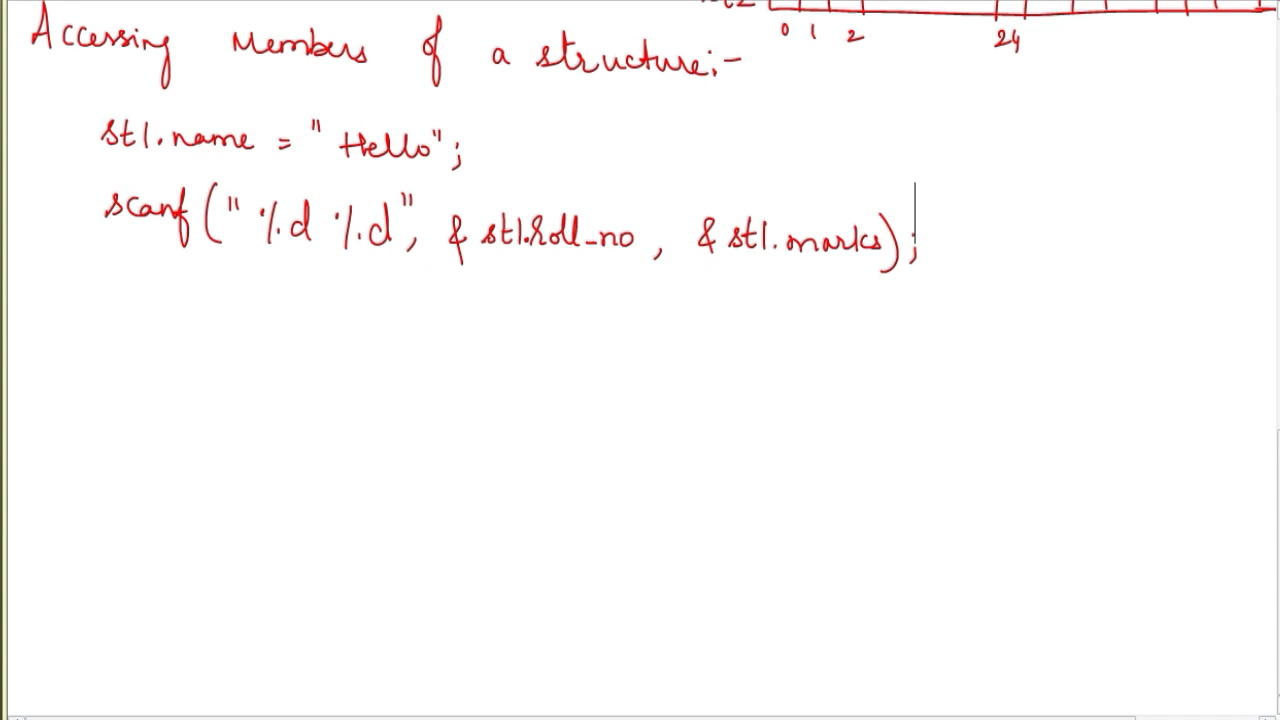 0 1 2 24
Accessing Members of a structure:-
st1.name = "Hello";
scanf("%d %d", & st1.Roll_no, & st1.marks);